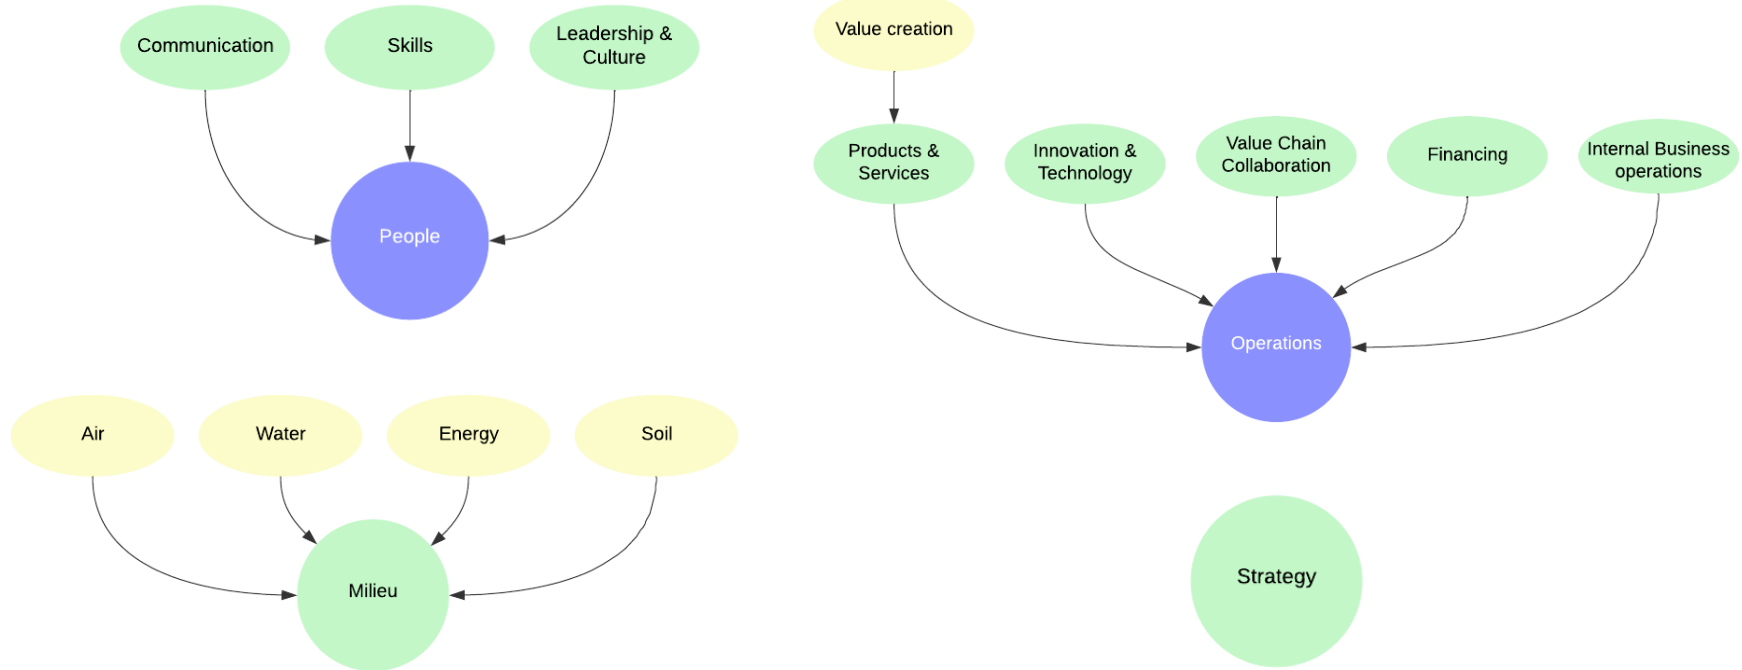 Communication
Skills
Leadership &
Culture
People
Value creation
Products &
Services
Innovation &
Technology
Value Chain
Collaboration
Financing
Internal Business
operations
Operations
Air
Water
Energy
Soil
Milieu
Strategy